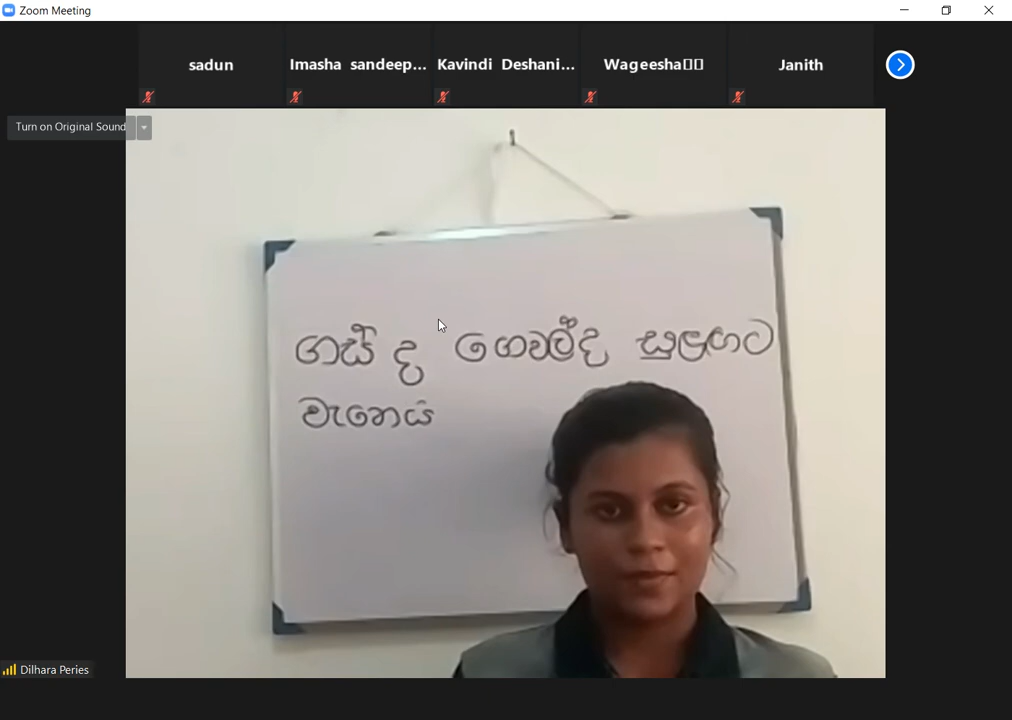 Zoom Meeting
sadun
Imasha sandeep...
Kavindi Deshani...
Wageesha
Janith
Turn on Original Sound
ගස් ද ගෙවල්ද සුළඟට
වැනෙයි
Dilhara Peries